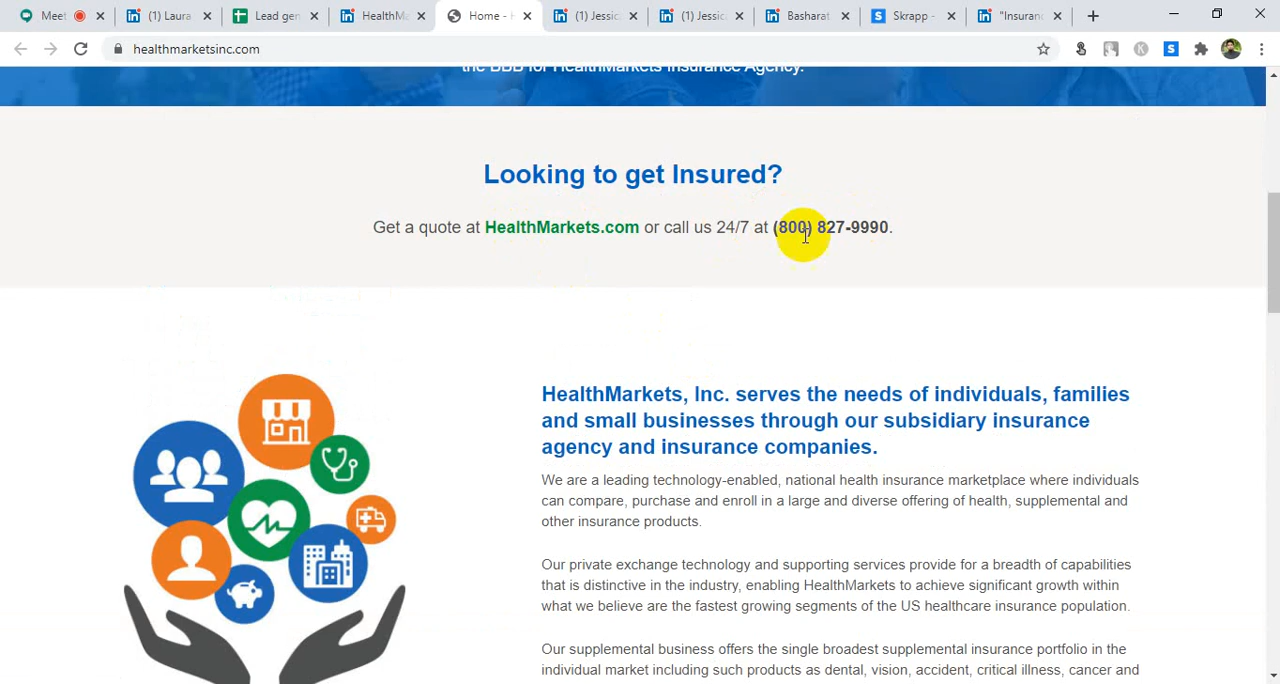 Meet
(1) Laura
Lead gen
HealthMa
Home - H
(1) Jessic
(1) Jessic
Basharat
Skrapp -
"Insuranc
healthmarketsinc.com
the BBB for HealthMarkets Insurance Agency.
Looking to get Insured?
Get a quote at HealthMarkets.com or call us 24/7 at (800) 827-9990.
HealthMarkets, Inc. serves the needs of individuals, families
and small businesses through our subsidiary insurance
agency and insurance companies.
We are a leading technology-enabled, national health insurance marketplace where individuals
can compare, purchase and enroll in a large and diverse offering of health, supplemental and
other insurance products.
Our private exchange technology and supporting services provide for a breadth of capabilities
that is distinctive in the industry, enabling HealthMarkets to achieve significant growth within
what we believe are the fastest growing segments of the US healthcare insurance population.
Our supplemental business offers the single broadest supplemental insurance portfolio in the
individual market including such products as dental, vision, accident, critical illness, cancer and